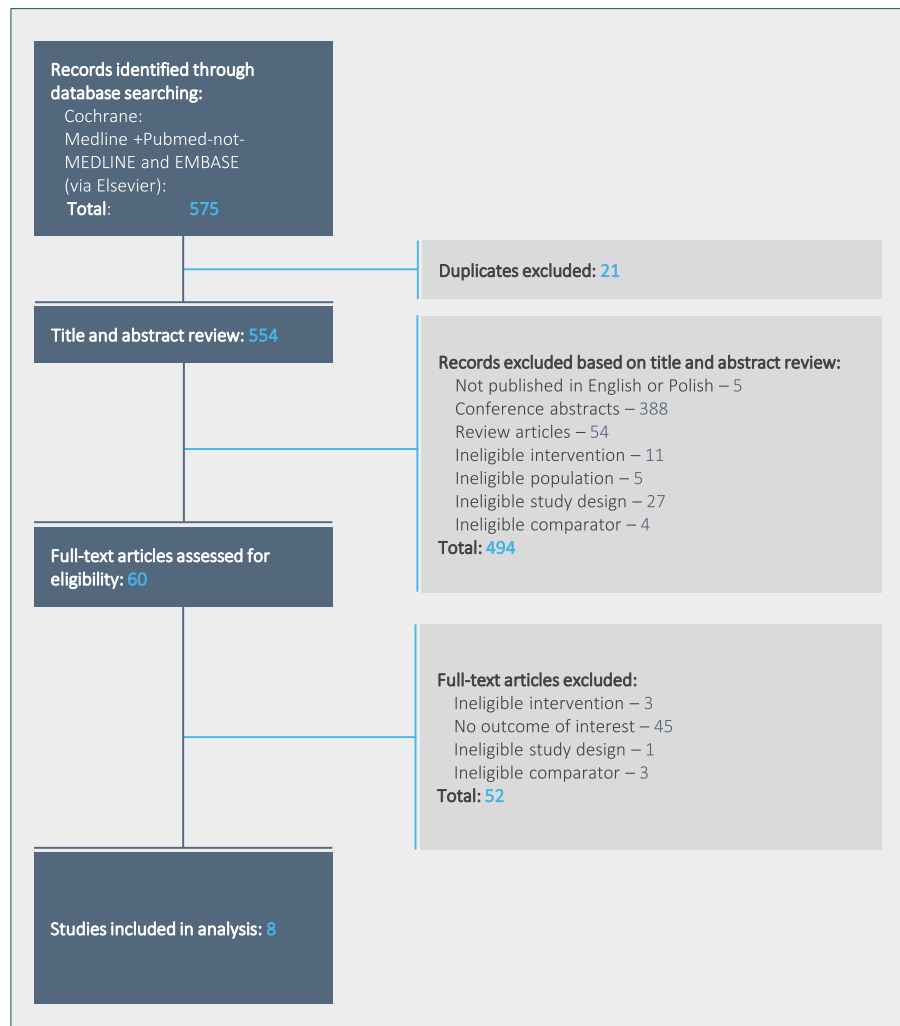 Records identified through
database searching:
Cochrane:
Medline +Pubmed-not-
MEDLINE and EMBASE
(via Elsevier):
Total: 575
Duplicates excluded: 21
Title and abstract review: 554
Records excluded based on title and abstract review:
Not published in English or Polish – 5
Conference abstracts – 388
Review articles – 54
Ineligible intervention – 11
Ineligible population – 5
Ineligible study design – 27
Ineligible comparator – 4
Total: 494
Full-text articles assessed for
eligibility: 60
Full-text articles excluded:
Ineligible intervention – 3
No outcome of interest – 45
Ineligible study design – 1
Ineligible comparator – 3
Total: 52
Studies included in analysis: 8